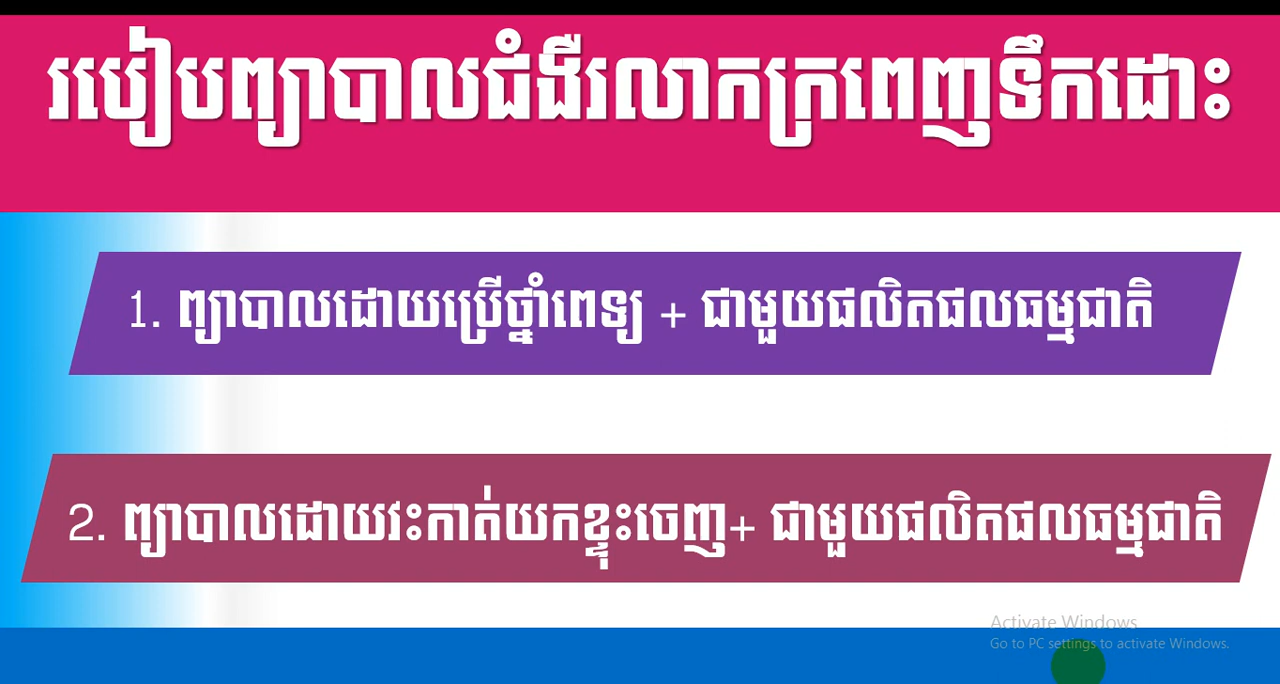 របៀបព្យាបាលជំងឺរលាកក្រពេញទឹកដោះ
1. ព្យាបាលដោយប្រើថ្នាំពេទ្យ + ជាមួយផលិតផលធម្មជាតិ
2. ព្យាបាលដោយវះកាត់យកខ្ទុះចេញ+ ជាមួយផលិតផលធម្មជាតិ
Activate Windows
Go to PC settings to activate Windows.